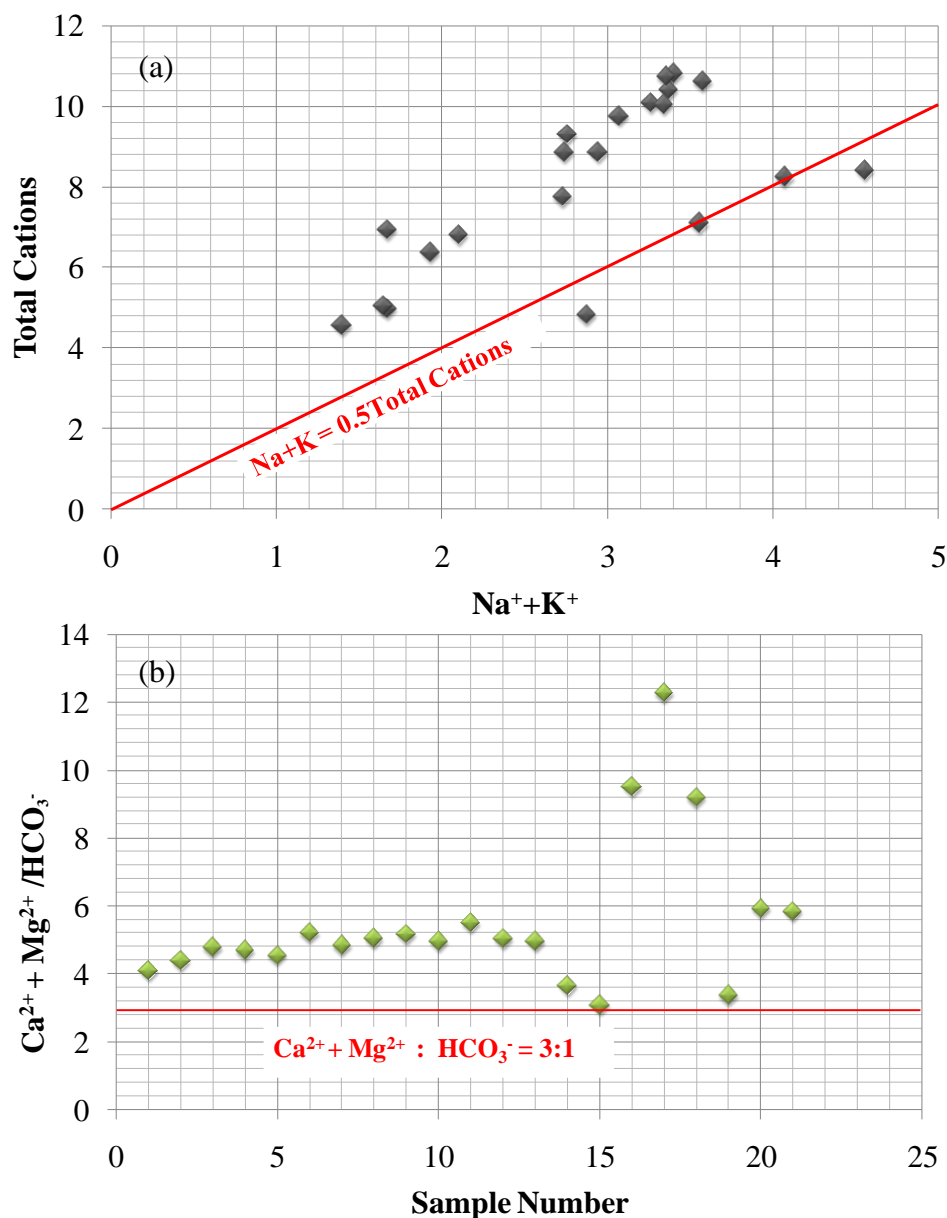 (a)
12
10
8
6
4
2
0
Total Cations
Na+K = 0.5Total Cations
0 1 2 3 4 5
Na⁺+K⁺
(b)
14
12
10
8
6
4
2
0
Ca²⁺ + Mg²⁺ /HCO₃⁻
Ca²⁺ + Mg²⁺ : HCO₃⁻ = 3:1
0 5 10 15 20 25
Sample Number